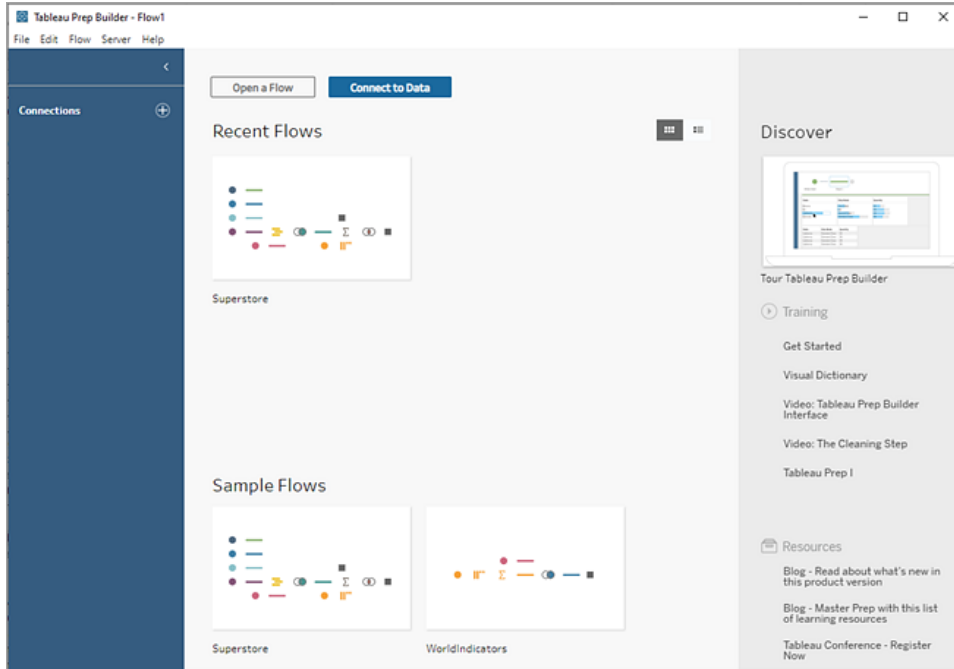 Tableau Prep Builder - Flow1
File Edit Flow Server Help
Connections
Open a Flow
Connect to Data
Recent Flows
Superstore
Sample Flows
Superstore
WorldIndicators
Discover
Tour Tableau Prep Builder
Training
Get Started
Visual Dictionary
Video: Tableau Prep Builder
Interface
Video: The Cleaning Step
Tableau Prep I
Resources
Blog - Read about what's new in
this product version
Blog - Master Prep with this list
of learning resources
Tableau Conference - Register
Now